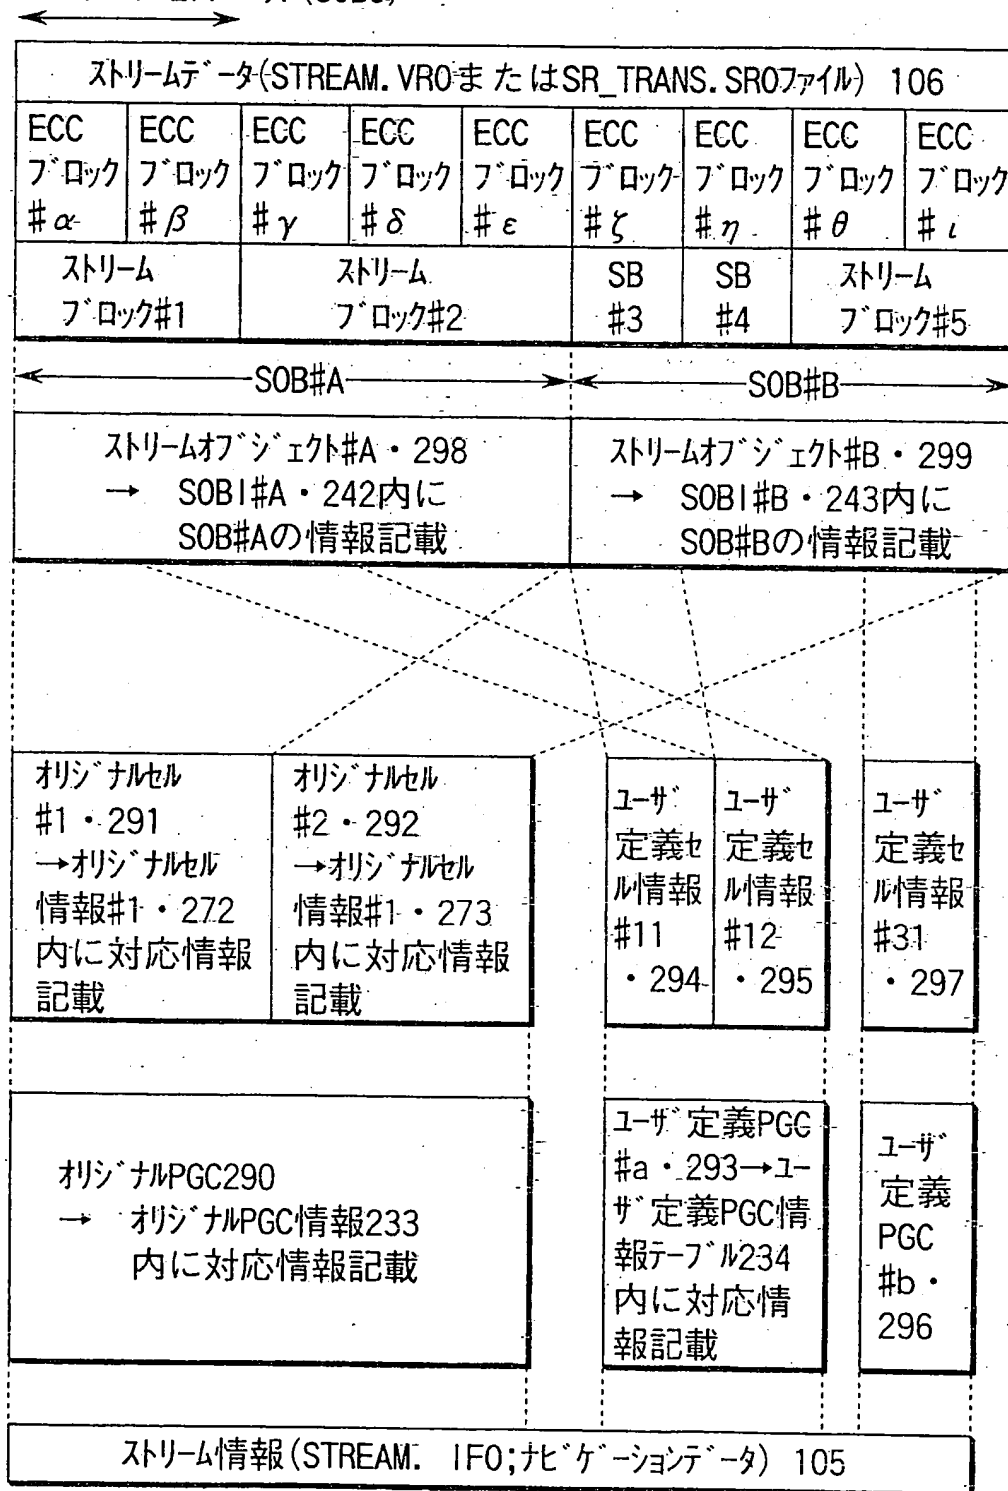 ストリームデータ(STREAM. VROまたはSR_TRANS. SROファイル) 106
ECC
ブロック
#α
ECC
ブロック
#β
ECC
ブロック
#γ
ECC
ブロック
#δ
ECC
ブロック
#ε
ECC
ブロック
#ζ
ECC
ブロック
#η
ECC
ブロック
#θ
ECC
ブロック
#ι
ストリーム
ブロック#1
ストリーム
ブロック#2
SB
#3
SB
#4
ストリーム
ブロック#5
SOB#A
SOB#B
ストリームオブジェクト#A・298
→ SOBI#A・242内に
SOB#Aの情報記載
ストリームオブジェクト#B・299
→ SOBI#B・243内に
SOB#Bの情報記載
オリジナルセル
#1・291
→オリジナルセル
情報#1・272
内に対応情報
記載
オリジナルセル
#2・292
→オリジナルセル
情報#1・273
内に対応情報
記載
ユーザ
定義セ
ル情報
#11
・294
ユーザ
定義セ
ル情報
#12
・295
ユーザ
定義セ
ル情報
#31
・297
オリジナルPGC290
→ オリジナルPGC情報233
内に対応情報記載
ユーザ定義PGC
#a・293→ユー
ザ定義PGC情
報テーブル234
内に対応情
報記載
ユーザ
定義
PGC
#b・
296
ストリーム情報(STREAM. IFO;ナビゲーションデータ) 105